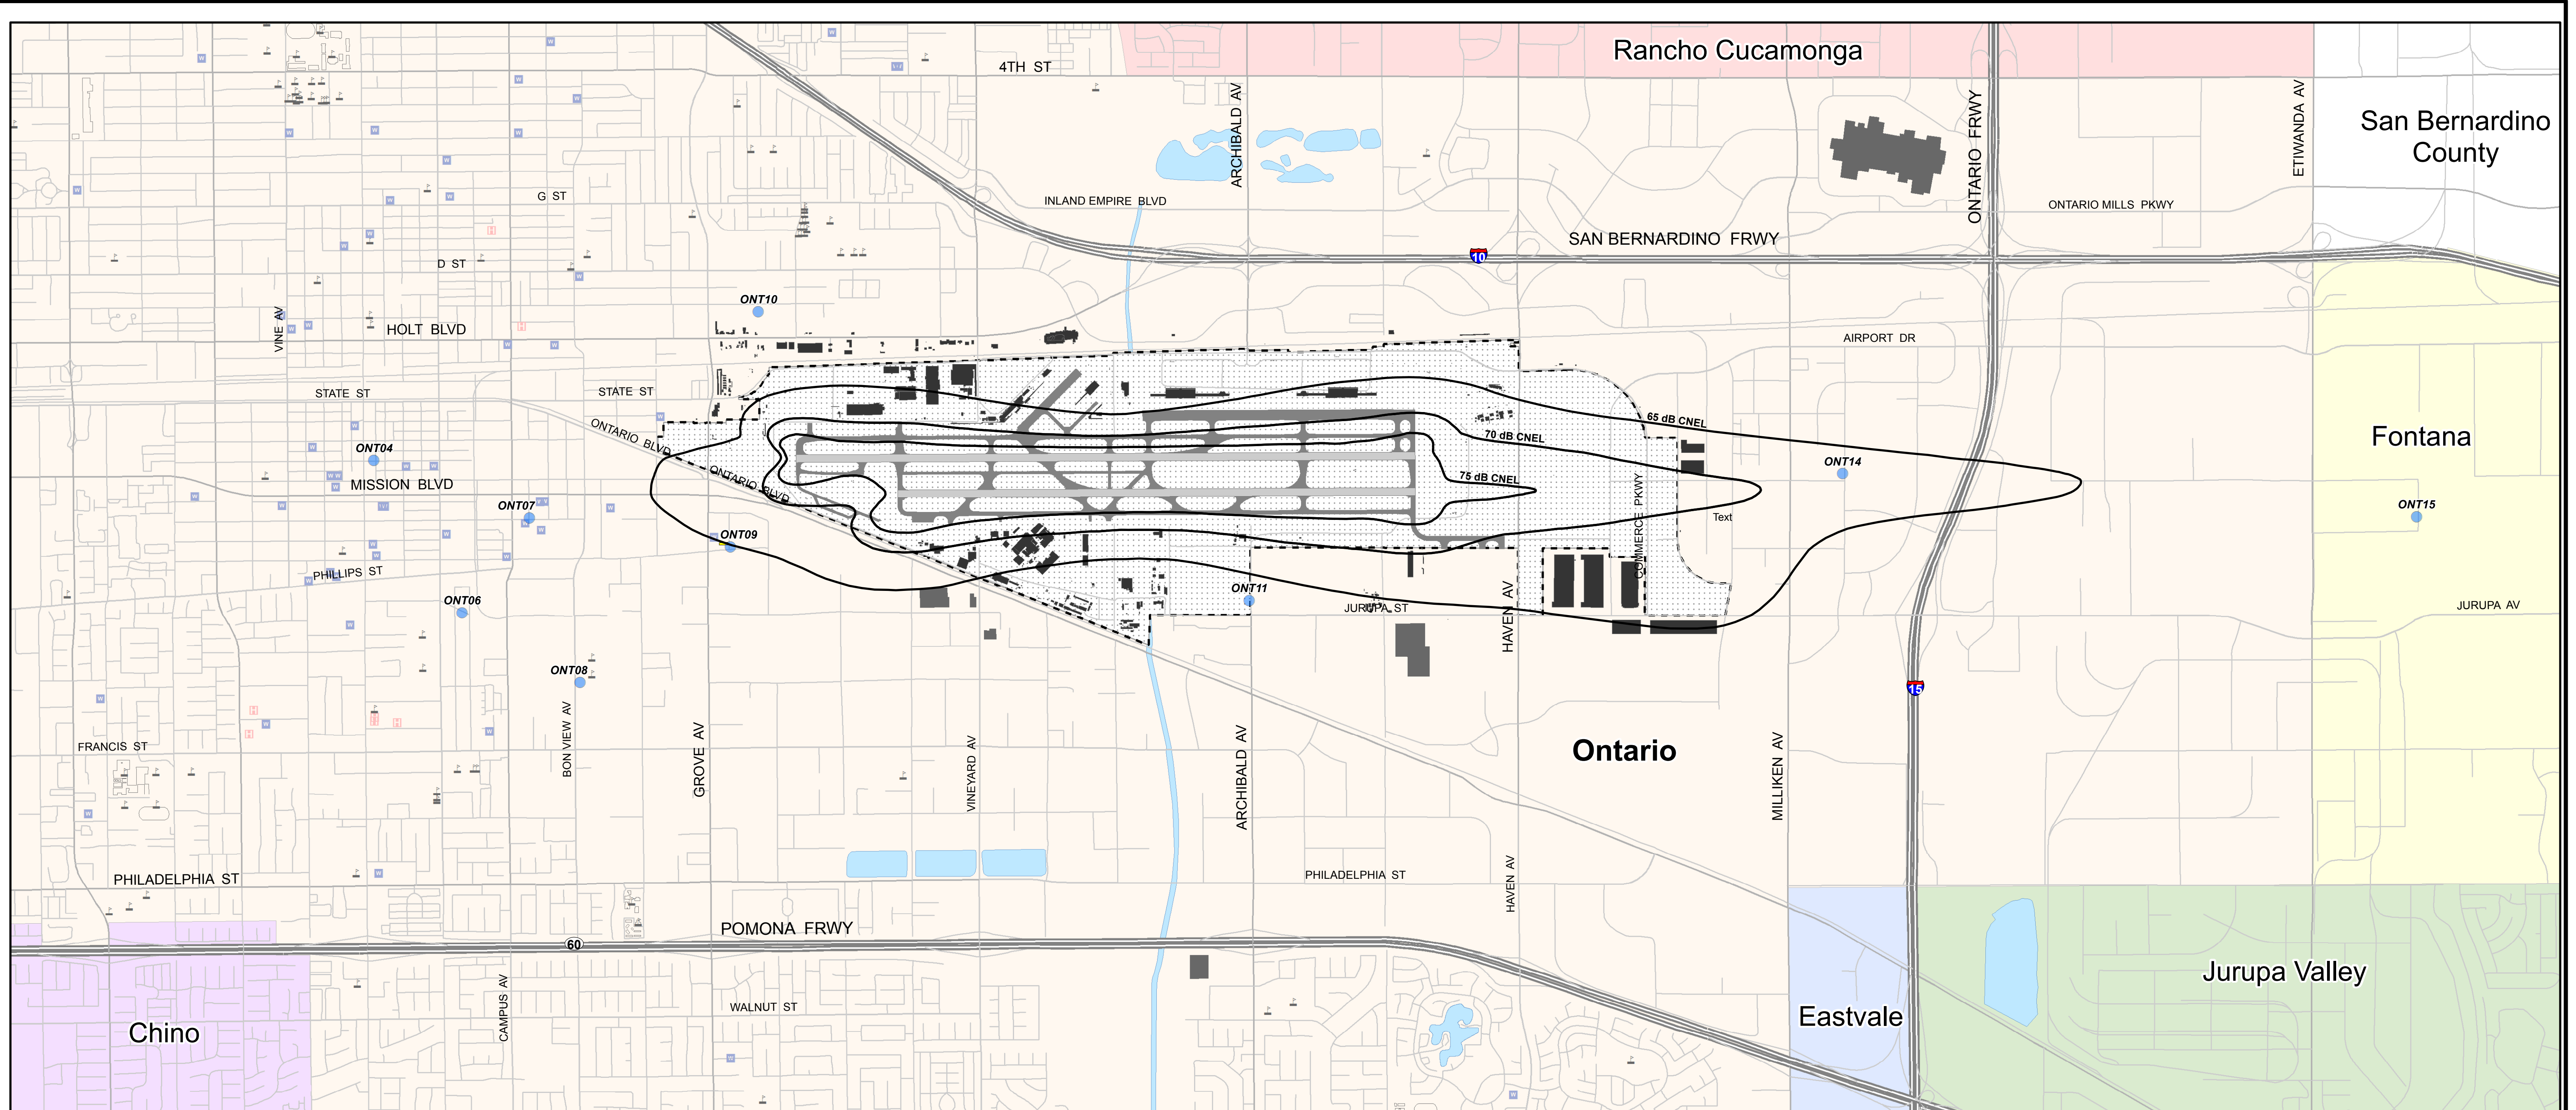 Rancho Cucamonga
4TH ST
ARCHIBALD AV
ONTARIO FRWY
ETIWANDA AV
San Bernardino
County
G ST
INLAND EMPIRE BLVD
ONTARIO MILLS PKWY
SAN BERNARDINO FRWY
10
D ST
ONT10
VINE AV
HOLT BLVD
AIRPORT DR
STATE ST
STATE ST
65 dB CNEL
ONTARIO BLVD
70 dB CNEL
Fontana
ONT04
ONT14
75 dB CNEL
ONTARIO BLVD
MISSION BLVD
ONT07
ONT15
COMMERCE PKWY
Text
ONT09
PHILLIPS ST
ONT11
ONT06
JURUPA ST
HAVEN AV
JURUPA AV
ONT08
15
BON VIEW AV
GROVE AV
FRANCIS ST
VINEYARD AV
ARCHIBALD AV
Ontario
MILLIKEN AV
PHILADELPHIA ST
PHILADELPHIA ST
HAVEN AV
POMONA FRWY
60
Jurupa Valley
CAMPUS AV
WALNUT ST
Eastvale
Chino